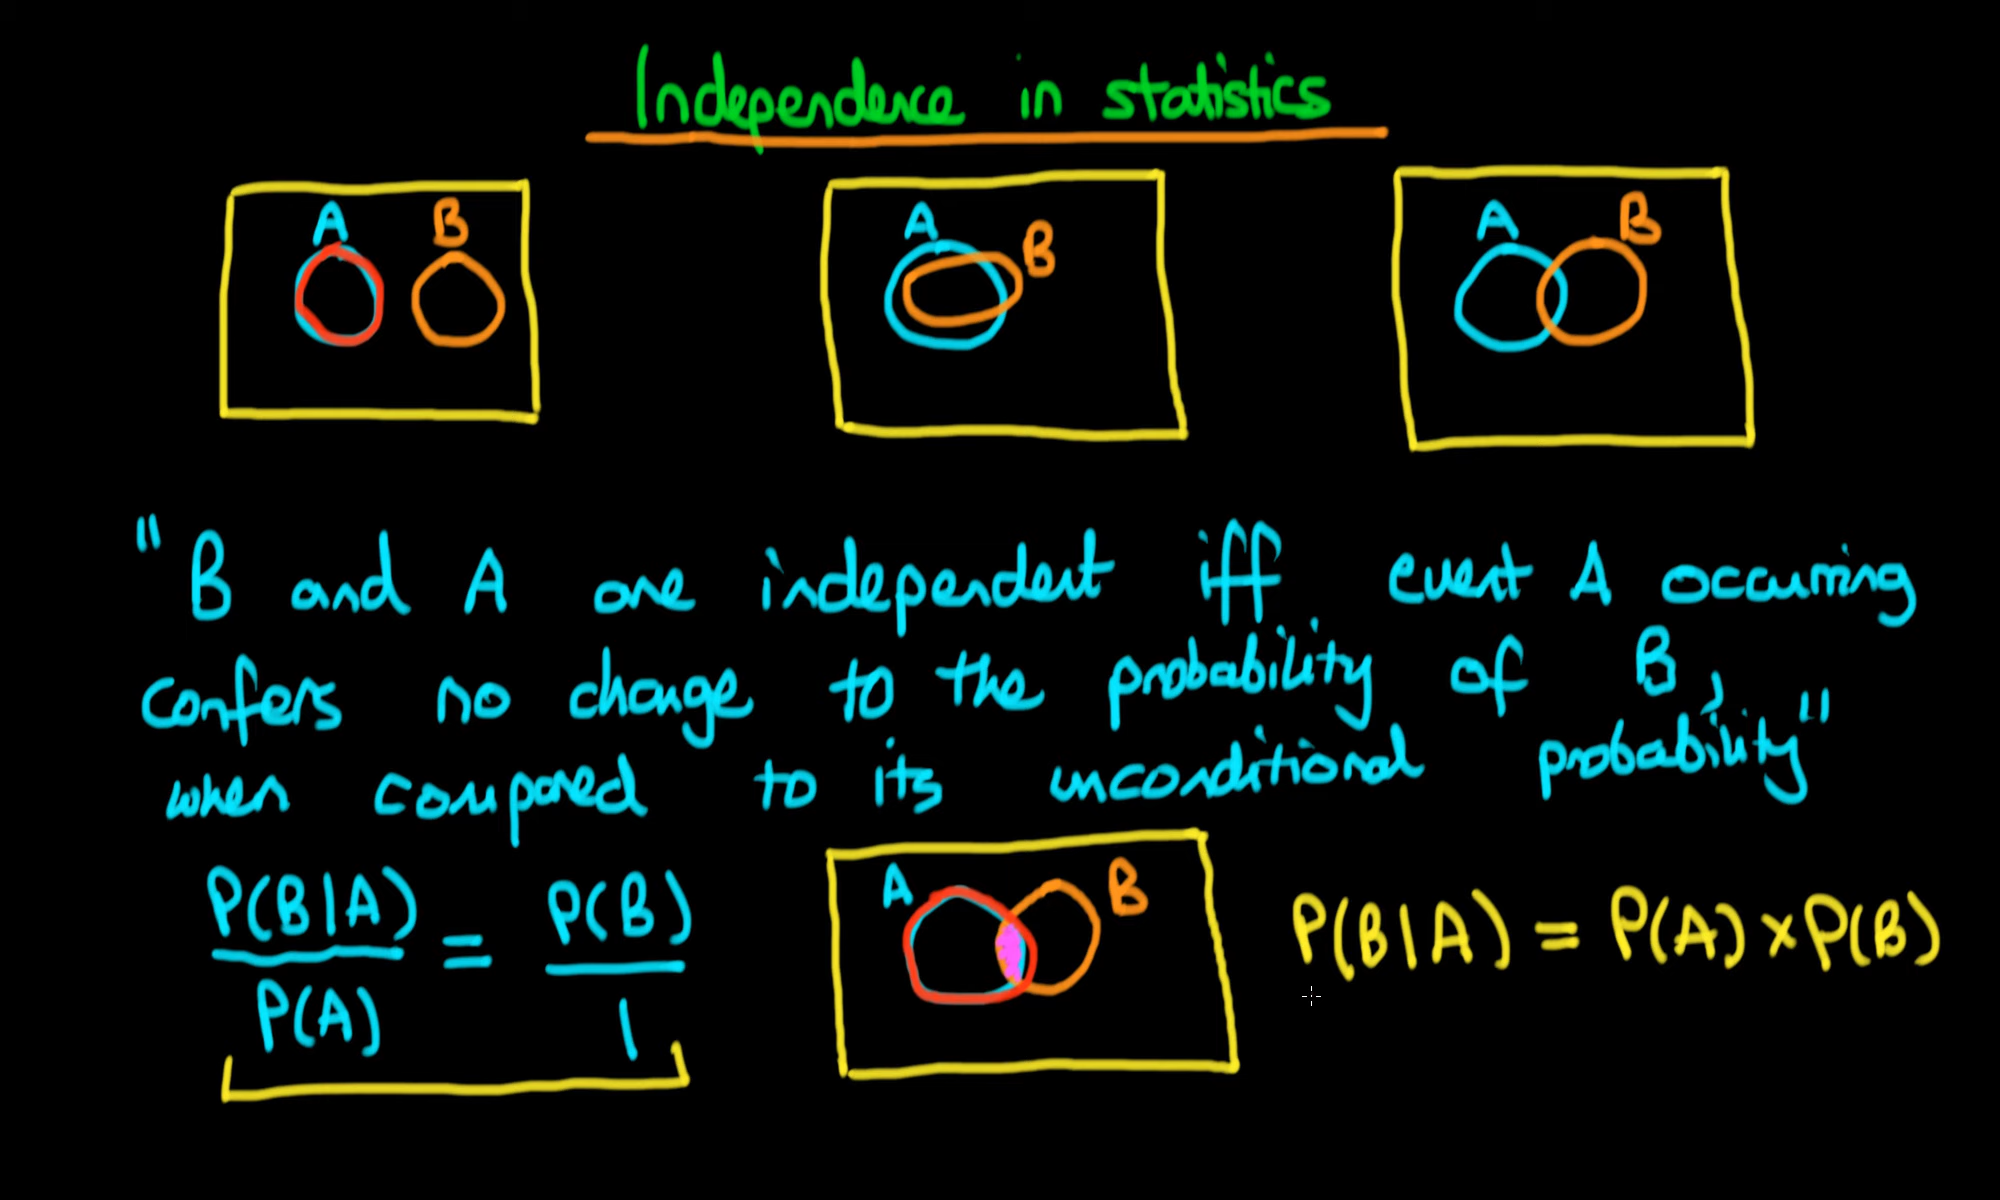 Independence in statistics
A B
A B
A B
"B and A are independent iff event A occurring
confers no change to the probability of B,
when compared to its unconditional probability"
P(B|A) / P(A) = P(B) / 1
A B
P(B|A) = P(A) × P(B)